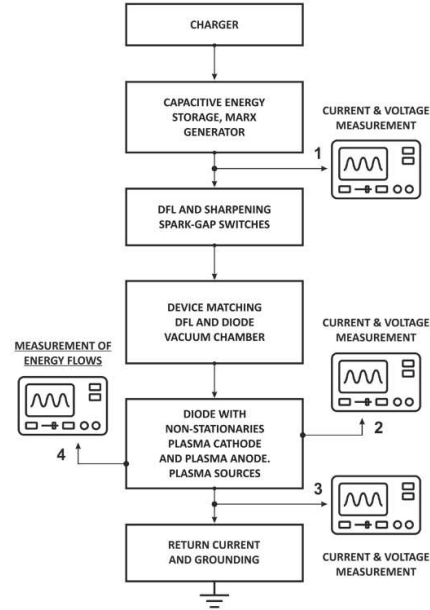 CHARGER
CAPACITIVE ENERGY
STORAGE, MARX
GENERATOR
CURRENT & VOLTAGE
MEASUREMENT
1
DFL AND SHARPENING
SPARK-GAP SWITCHES
DEVICE MATCHING
DFL AND DIODE
VACUUM CHAMBER
MEASUREMENT OF
ENERGY FLOWS
CURRENT & VOLTAGE
MEASUREMENT
DIODE WITH
NON-STATIONARIES
PLASMA CATHODE
AND PLASMA ANODE.
PLASMA SOURCES
2
4
3
RETURN CURRENT
AND GROUNDING
CURRENT & VOLTAGE
MEASUREMENT